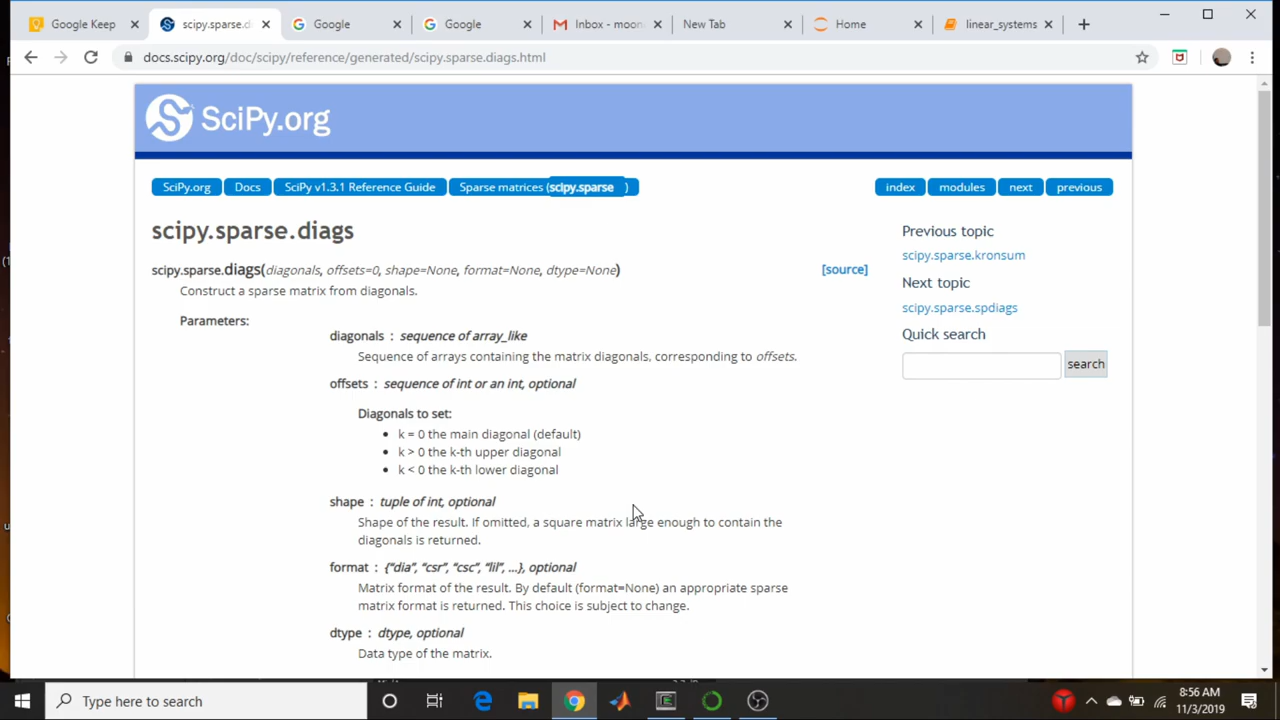 Google Keep
scipy.sparse.d
Google
Google
Inbox - moon
New Tab
Home
linear_systems
docs.scipy.org/doc/scipy/reference/generated/scipy.sparse.diags.html
SciPy.org
SciPy.org
Docs
SciPy v1.3.1 Reference Guide
Sparse matrices (scipy.sparse )
index
modules
next
previous
scipy.sparse.diags
Previous topic
scipy.sparse.kronsum
Next topic
scipy.sparse.spdiags
Quick search
search
scipy.sparse.diags(diagonals, offsets=0, shape=None, format=None, dtype=None)
[source]
Construct a sparse matrix from diagonals.
Parameters:
diagonals : sequence of array_like
Sequence of arrays containing the matrix diagonals, corresponding to offsets.
offsets : sequence of int or an int, optional
Diagonals to set:
• k = 0 the main diagonal (default)
• k > 0 the k-th upper diagonal
• k < 0 the k-th lower diagonal
shape : tuple of int, optional
Shape of the result. If omitted, a square matrix large enough to contain the
diagonals is returned.
format : {“dia”, “csr”, “csc”, “lil”, …}, optional
Matrix format of the result. By default (format=None) an appropriate sparse
matrix format is returned. This choice is subject to change.
dtype : dtype, optional
Data type of the matrix.
Type here to search
8:56 AM
11/3/2019